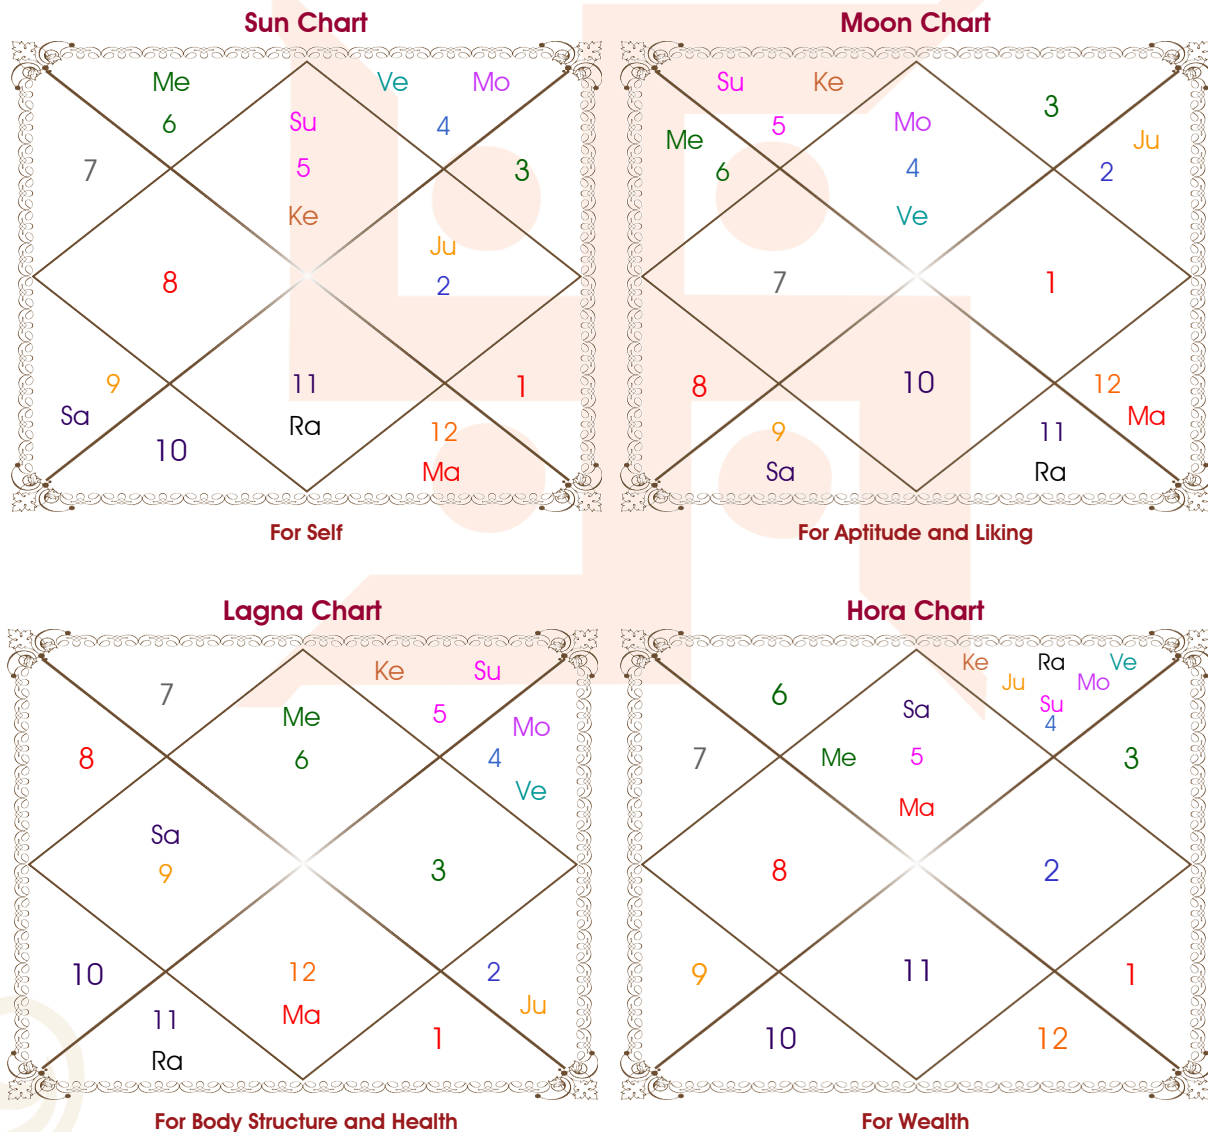 Sun Chart
Me
Ve Mo
6
Su
4
7
5
3
Ke
Ju
8
2
9
11
1
Sa
Ra
12
10
Ma
For Self
Moon Chart
Su Ke
3
Mo
5
Me
Ju
6
4
2
Ve
7
1
8
10
12
Ma
9
11
Sa
Ra
For Aptitude and Liking
Lagna Chart
Ke Su
7
Me
5
Mo
8
6
4
Ve
Sa
9
3
10
12
2
Ju
11
Ma
1
Ra
For Body Structure and Health
Hora Chart
Ke Ra Ve
Ju Mo
6
Sa
Su
4
7
Me 5
3
Ma
8
2
9
11
1
10
12
For Wealth